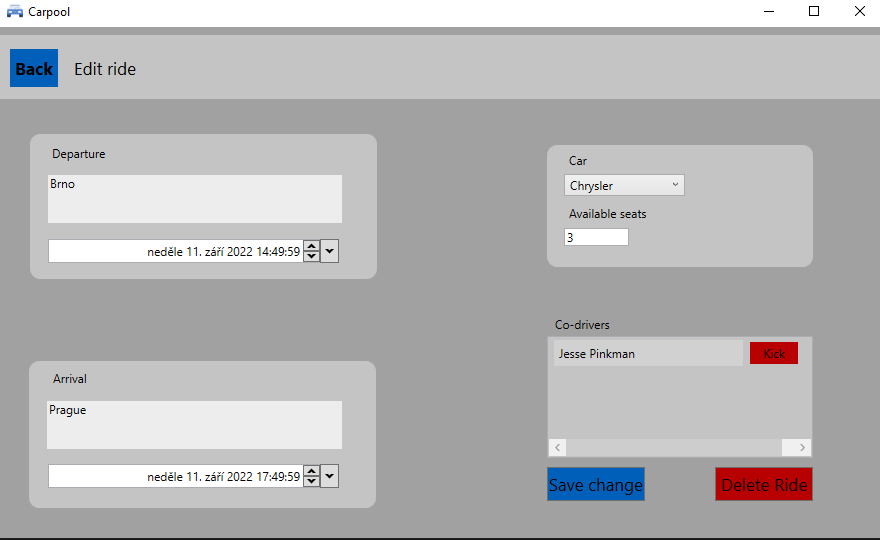 Carpool
Back
Edit ride
Departure
Brno
neděle 11. září 2022 14:49:59
Car
Chrysler
Available seats
3
Arrival
Prague
neděle 11. září 2022 17:49:59
Co-drivers
Jesse Pinkman
Kick
Save change
Delete Ride